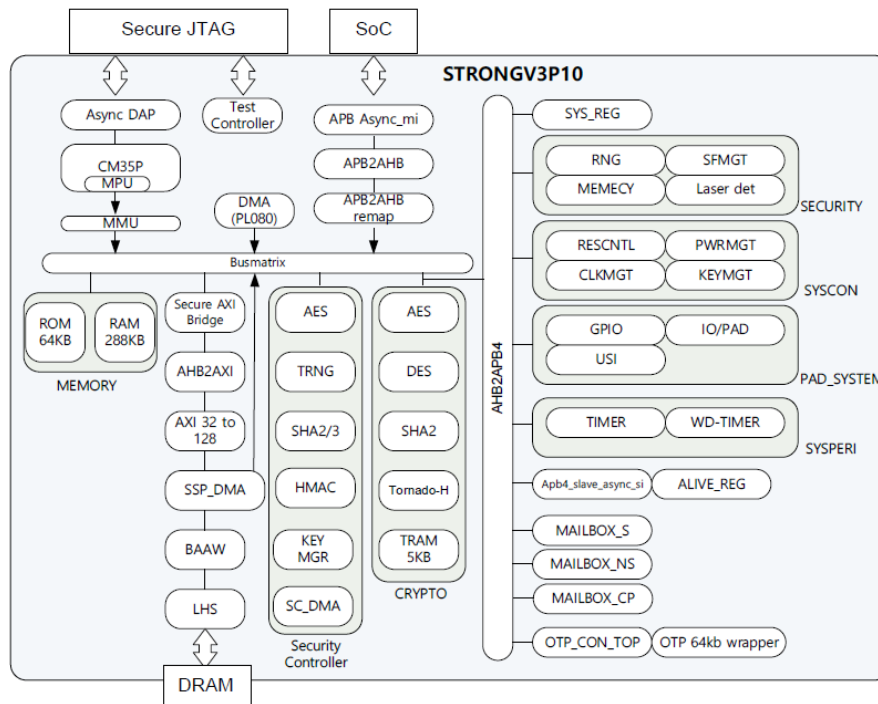 Secure JTAG
SoC
STRONGV3P10
Async DAP
Test
Controller
APB Async_mi
SYS_REG
CM35P
MPU
APB2AHB
RNG
SFMGT
MEMECY
Laser det
SECURITY
MMU
DMA
(PL080)
APB2AHB
remap
Busmatrix
RESCNTL
PWRMGT
CLKMGT
KEYMGT
SYSCON
ROM
64KB
RAM
288KB
MEMORY
Secure AXI
Bridge
AHB2AXI
AXI 32 to
128
SSP_DMA
BAAW
LHS
DRAM
AES
TRNG
SHA2/3
HMAC
KEY
MGR
SC_DMA
Security
Controller
AES
DES
SHA2
Tornado-H
TRAM
5KB
CRYPTO
AHB2APB4
GPIO
IO/PAD
USI
PAD_SYSTEM
TIMER
WD-TIMER
SYSPERI
Apb4_slave_async_si
ALIVE_REG
MAILBOX_S
MAILBOX_NS
MAILBOX_CP
OTP_CON_TOP
OTP 64kb wrapper